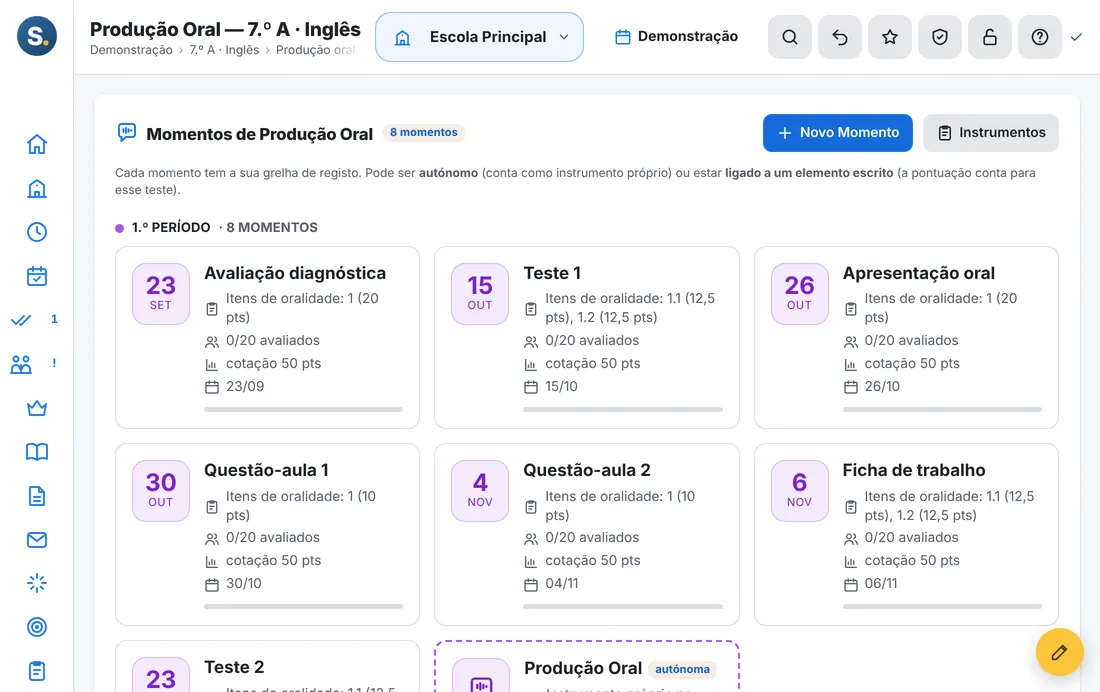 S.
Produção Oral — 7.º A · Inglês
Demonstração › 7.º A · Inglês › Produção oral
Escola Principal
Demonstração
1
!
Momentos de Produção Oral 8 momentos
Novo Momento
Instrumentos
Cada momento tem a sua grelha de registo. Pode ser autónomo (conta como instrumento próprio) ou estar ligado a um elemento escrito (a pontuação conta para
esse teste).
1.º PERÍODO · 8 MOMENTOS
23
SET
Avaliação diagnóstica
Itens de oralidade: 1 (20
pts)
0/20 avaliados
cotação 50 pts
23/09
15
OUT
Teste 1
Itens de oralidade: 1.1 (12,5
pts), 1.2 (12,5 pts)
0/20 avaliados
cotação 50 pts
15/10
26
OUT
Apresentação oral
Itens de oralidade: 1 (20
pts)
0/20 avaliados
cotação 50 pts
26/10
30
OUT
Questão-aula 1
Itens de oralidade: 1 (10
pts)
0/20 avaliados
cotação 50 pts
30/10
4
NOV
Questão-aula 2
Itens de oralidade: 1 (10
pts)
0/20 avaliados
cotação 50 pts
04/11
6
NOV
Ficha de trabalho
Itens de oralidade: 1.1 (12,5
pts), 1.2 (12,5 pts)
0/20 avaliados
cotação 50 pts
06/11
23
Teste 2
Produção Oral autónoma